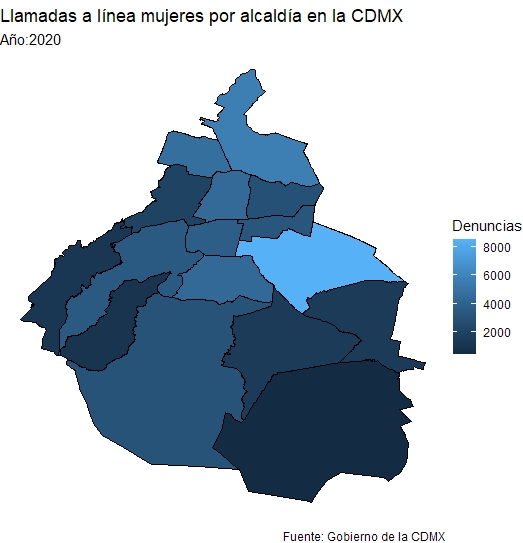 Llamadas a línea mujeres por alcaldía en la CDMX
Año:2020
Denuncias
8000
6000
4000
2000
Fuente: Gobierno de la CDMX